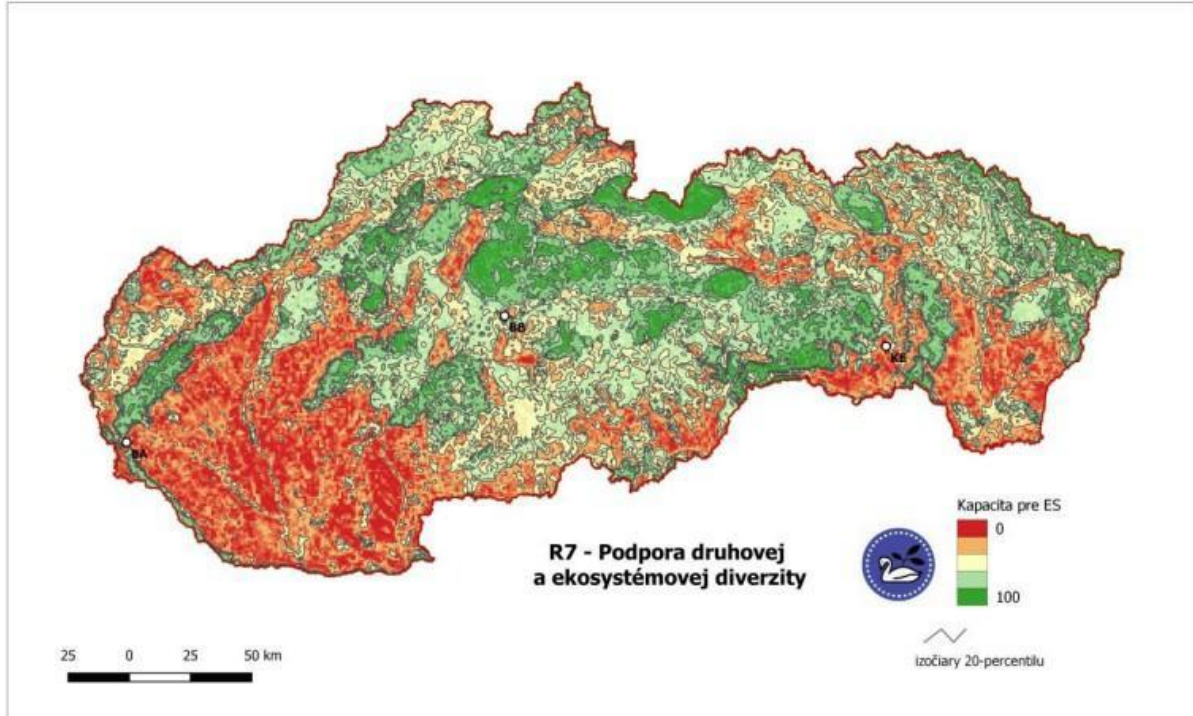 BB
KE
BA
R7 - Podpora druhovej
a ekosystémovej diverzity
Kapacita pre ES
0
100
izočiary 20-percentilu
25 0 25 50 km